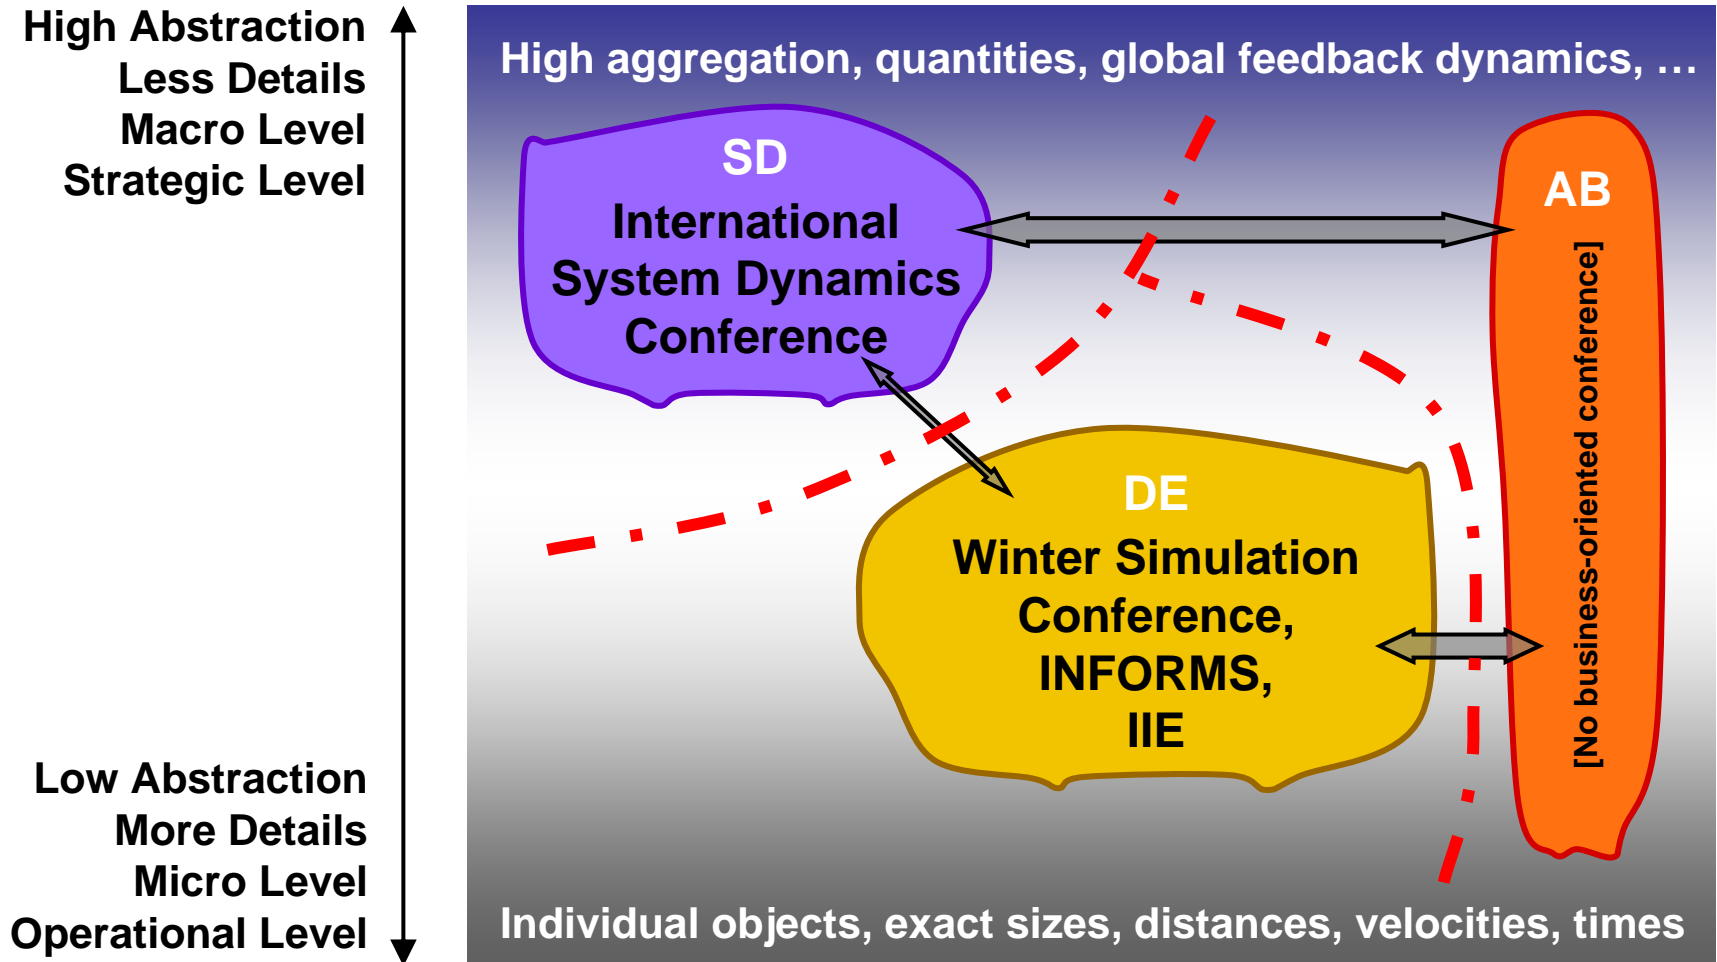 High Abstraction
Less Details
Macro Level
Strategic Level
High aggregation, quantities, global feedback dynamics, …
SD
International
System Dynamics
Conference
AB
[No business-oriented conference]
DE
Winter Simulation
Conference,
INFORMS,
IIE
Low Abstraction
More Details
Micro Level
Operational Level
Individual objects, exact sizes, distances, velocities, times